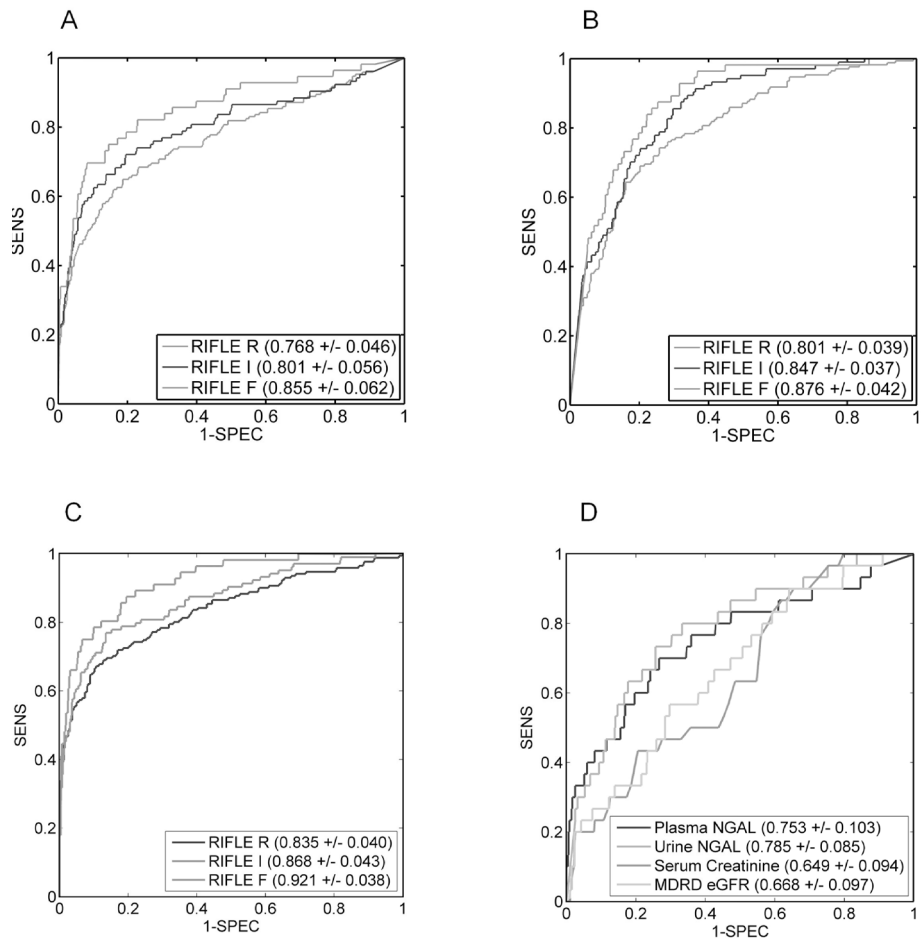 A
1
0.8
0.6
0.4
0.2
0
SENS
RIFLE R (0.768 +/- 0.046)
RIFLE I (0.801 +/- 0.056)
RIFLE F (0.855 +/- 0.062)
0 0.2 0.4 0.6 0.8 1
1-SPEC
B
1
0.8
0.6
0.4
0.2
0
SENS
RIFLE R (0.801 +/- 0.039)
RIFLE I (0.847 +/- 0.037)
RIFLE F (0.876 +/- 0.042)
0 0.2 0.4 0.6 0.8 1
1-SPEC
C
1
0.8
0.6
0.4
0.2
0
SENS
RIFLE R (0.835 +/- 0.040)
RIFLE I (0.868 +/- 0.043)
RIFLE F (0.921 +/- 0.038)
0 0.2 0.4 0.6 0.8 1
1-SPEC
D
1
0.8
0.6
0.4
0.2
0
SENS
Plasma NGAL (0.753 +/- 0.103)
Urine NGAL (0.785 +/- 0.085)
Serum Creatinine (0.649 +/- 0.094)
MDRD eGFR (0.668 +/- 0.097)
0 0.2 0.4 0.6 0.8 1
1-SPEC